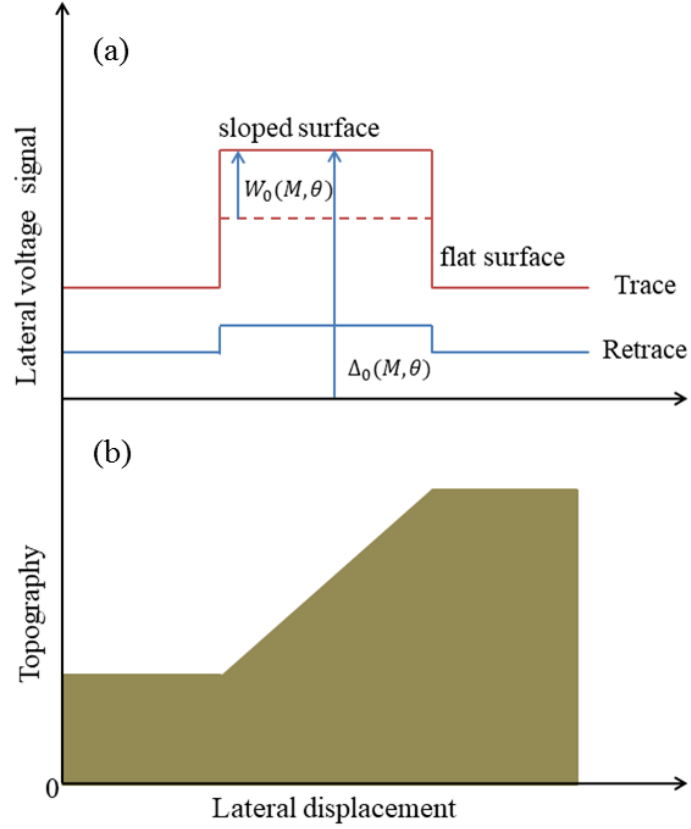 (a)
Lateral voltage signal
sloped surface
W₀(M,θ)
flat surface
Trace
Retrace
Δ₀(M,θ)
(b)
Topography
0
Lateral displacement